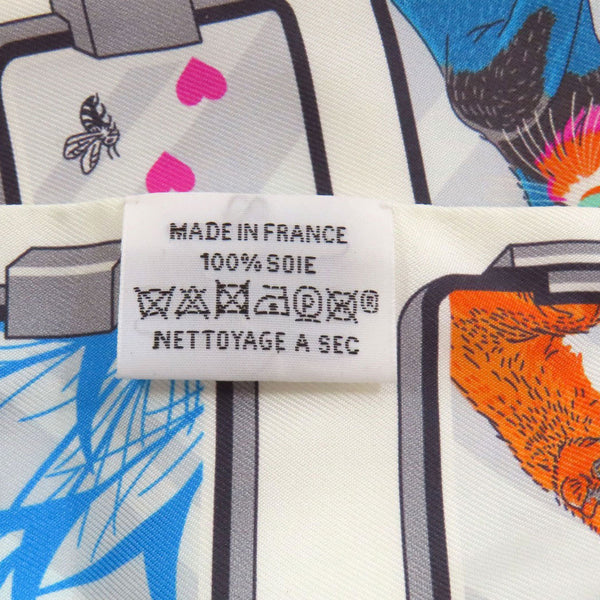 MADE IN FRANCE
100% SOIE
®
NETTOYAGE A SEC